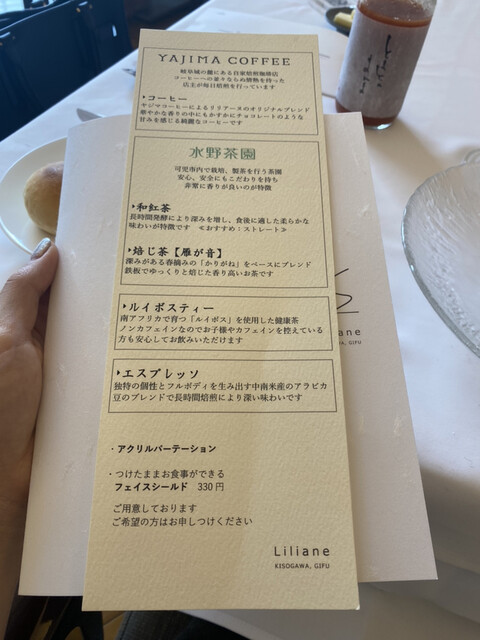 YAJIMA COFFEE
岐阜城の麓にある自家焙煎珈琲店
コーヒーへの並々ならぬ情熱を持った
店主が毎日焙煎を行っています
・コーヒー
ヤジマコーヒーによるリリアーヌのオリジナルブレンド
華やかな香りの中にもかすかにチョコレートのような
甘みを感じる綺麗なコーヒーです
水野茶園
可児市内で栽培、製茶を行う茶園
安心、安全にもこだわりを持ち
非常に香りが良いのが特徴
・和紅茶
長時間発酵により深みを増し、食後に適した柔らかな
味わいが特徴です ≪おすすめ：ストレート≫
・焙じ茶【雁が音】
深みがある春摘みの「かりがね」をベースにブレンド
鉄板でゆっくりと焙じた香り高いお茶です
・ルイボスティー
南アフリカで育つ「ルイボス」を使用した健康茶
ノンカフェインなのでお子様やカフェインを控えている
方も安心してお飲みいただけます
・エスプレッソ
独特の個性とフルボディを生み出す中南米産のアラビカ
豆のブレンドで長時間焙煎により深い味わいです
・アクリルパーテーション
・つけたままお食事ができる
フェイスシールド 330円
ご用意しております
ご希望の方はお申しつけください
Liliane
KISOGAWA, GIFU
iane
WA, GIFU